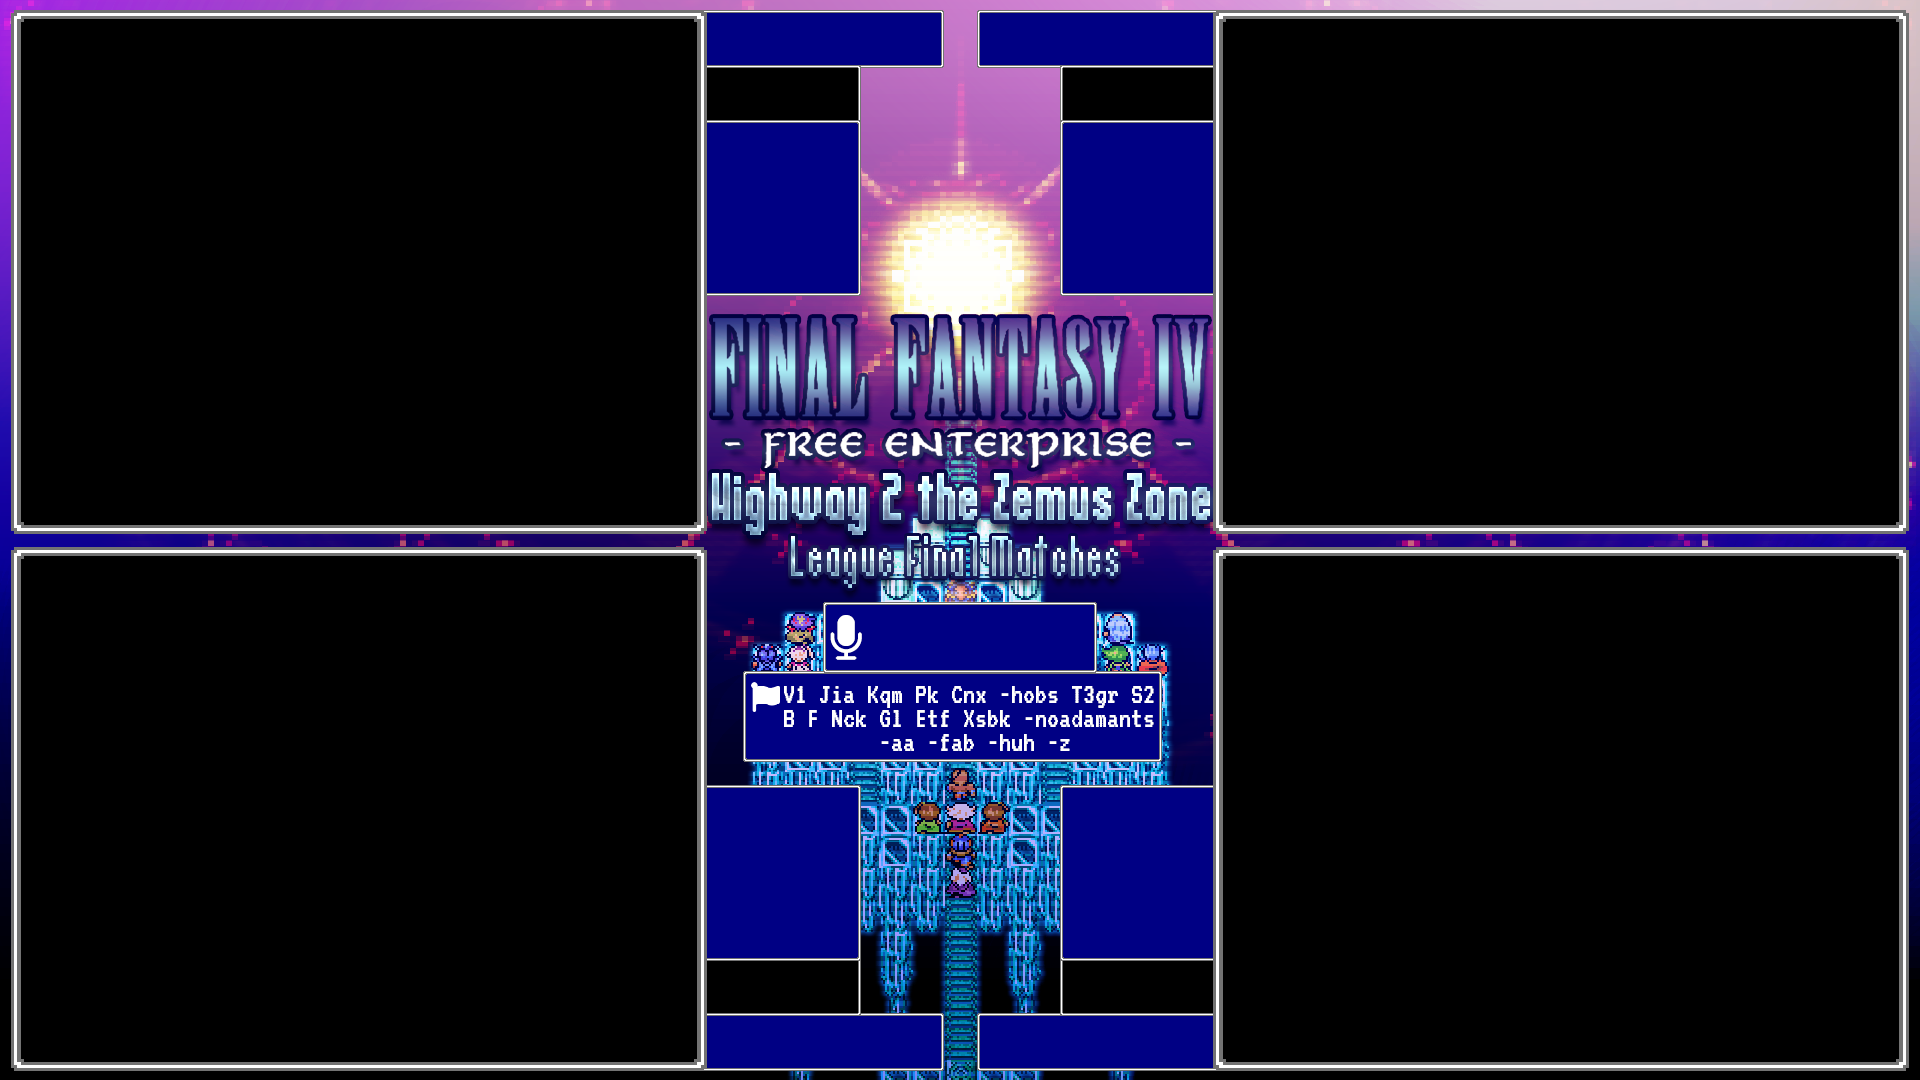 FINAL FANTASY IV
- FREE ENTERPRISE -
Highway 2 the Zemus Zone
League Final Matches
V1 Jia Kqm Pk Cnx -hobs T3gr S2
B F Nck Gl Etf Xsbk -noadamants
-aa -fab -huh -z